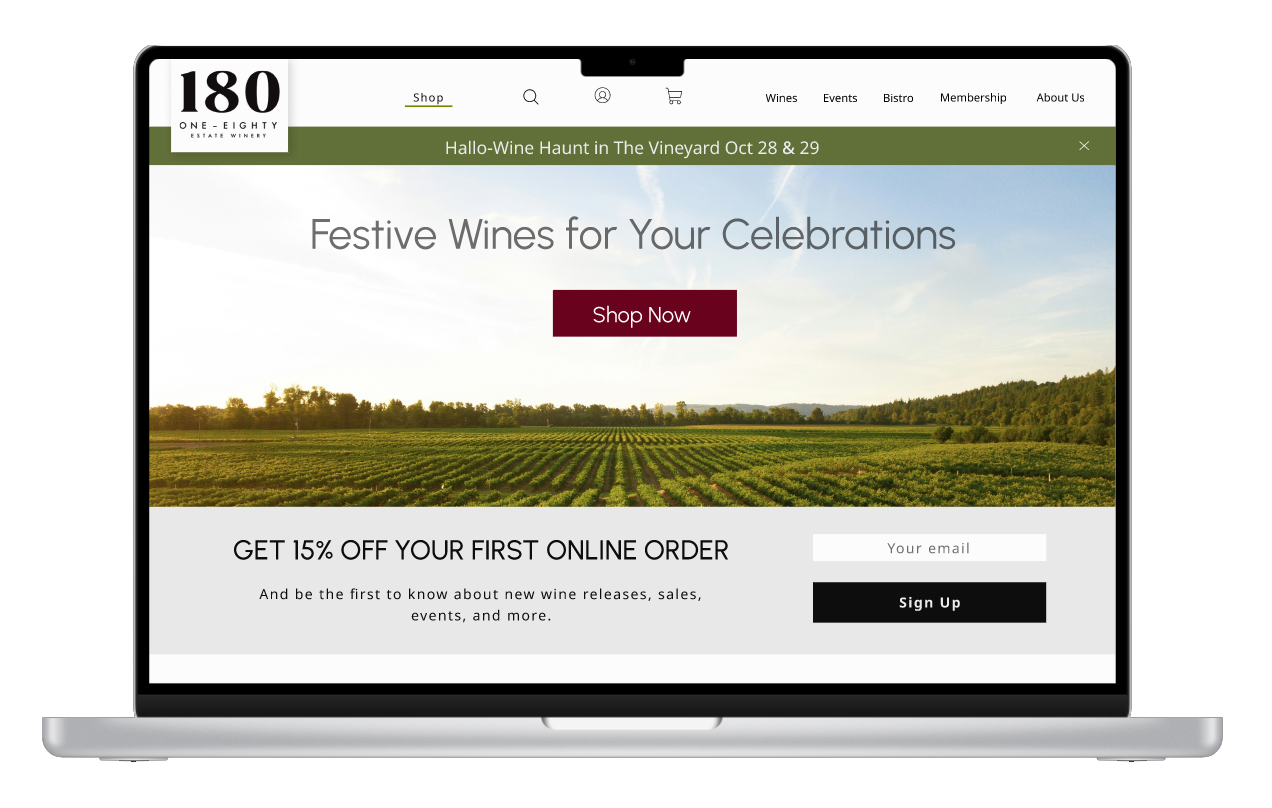 180
ONE-EIGHTY
ESTATE WINERY
Shop
Wines
Events
Bistro
Membership
About Us
Hallo-Wine Haunt in The Vineyard Oct 28 & 29
Festive Wines for Your Celebrations
Shop Now
GET 15% OFF YOUR FIRST ONLINE ORDER
And be the first to know about new wine releases, sales,
events, and more.
Your email
Sign Up